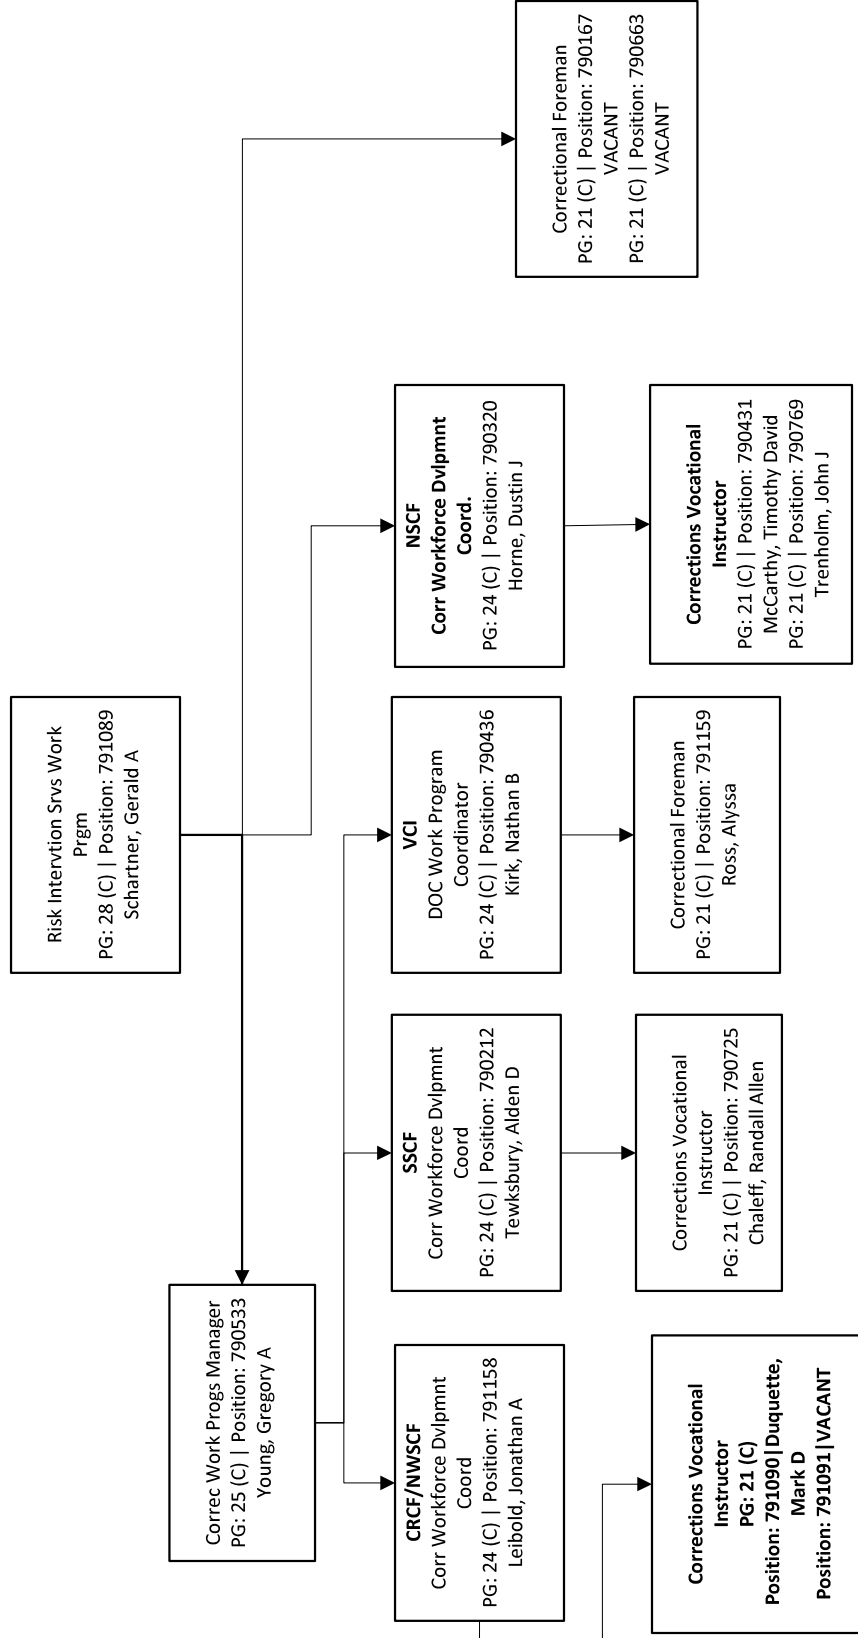 Risk Intervtion Srvs Work
Prgm
PG: 28 (C) | Position: 791089
Schartner, Gerald A
Correc Work Progs Manager
PG: 25 (C) | Position: 790533
Young, Gregory A
CRCF/NWSCF
Corr Workforce Dvlpmnt
Coord
PG: 24 (C) | Position: 791158
Leibold, Jonathan A
SSCF
Corr Workforce Dvlpmnt
Coord
PG: 24 (C) | Position: 790212
Tewksbury, Alden D
VCI
DOC Work Program
Coordinator
PG: 24 (C) | Position: 790436
Kirk, Nathan B
NSCF
Corr Workforce Dvlpmnt
Coord.
PG: 24 (C) | Position: 790320
Horne, Dustin J
Correctional Foreman
PG: 21 (C) | Position: 790167
VACANT
PG: 21 (C) | Position: 790663
VACANT
Corrections Vocational
Instructor
PG: 21 (C)
Position: 791090|Duquette,
Mark D
Position: 791091|VACANT
Corrections Vocational
Instructor
PG: 21 (C) | Position: 790725
Chaleff, Randall Allen
Correctional Foreman
PG: 21 (C) | Position: 791159
Ross, Alyssa
Corrections Vocational
Instructor
PG: 21 (C) | Position: 790431
McCarthy, Timothy David
PG: 21 (C) | Position: 790769
Trenholm, John J